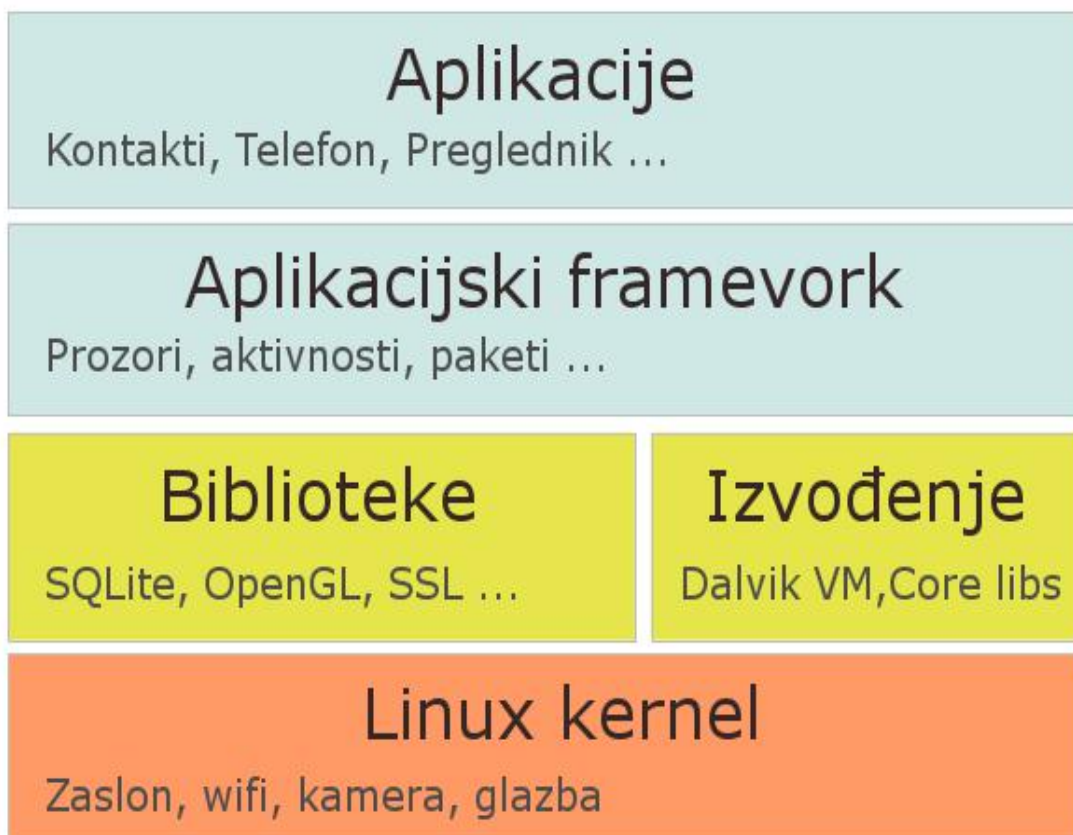 Aplikacije
Kontakti, Telefon, Preglednik ...
Aplikacijski framevork
Prozori, aktivnosti, paketi ...
Biblioteke
SQLite, OpenGL, SSL ...
Izvođenje
Dalvik VM,Core libs
Linux kernel
Zaslon, wifi, kamera, glazba